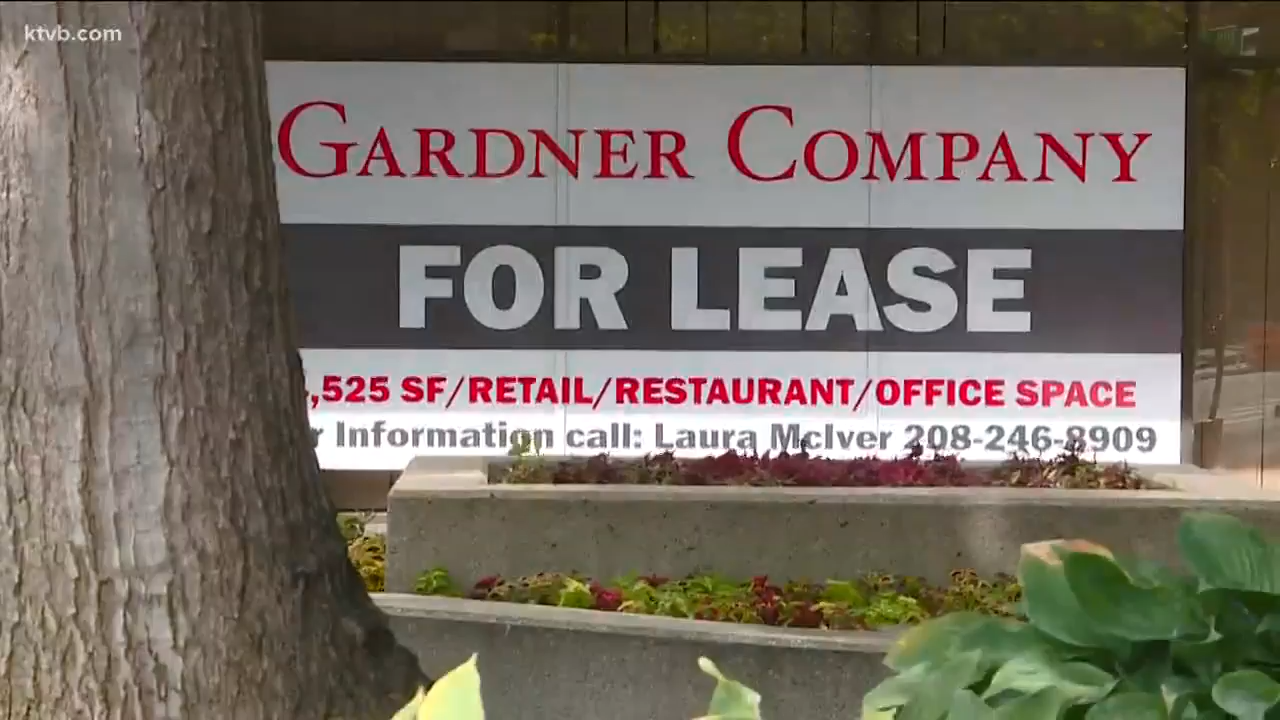 ktvb.com
GARDNER COMPANY
FOR LEASE
,525 SF/RETAIL/RESTAURANT/OFFICE SPACE
r Information call: Laura McIver 208-246-8909